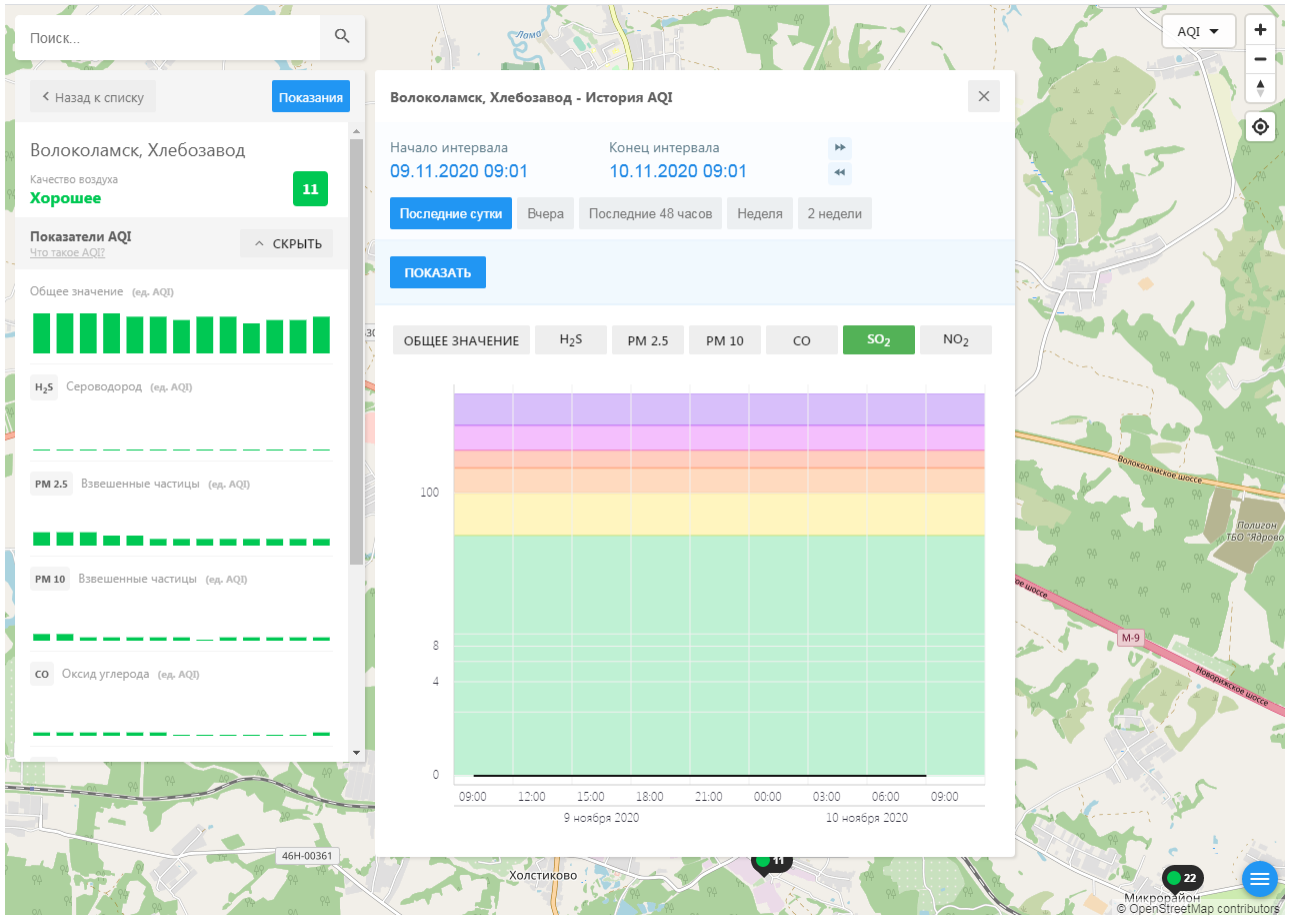 Поиск...
Лама
AQI
Назад к списку
Показания
Волоколамск, Хлебозавод
Качество воздуха
Хорошее
11
Показатели AQI
Что такое AQI?
СКРЫТЬ
Общее значение (ед. AQI)
H₂S Сероводород (ед. AQI)
PM 2.5 Взвешенные частицы (ед. AQI)
PM 10 Взвешенные частицы (ед. AQI)
CO Оксид углерода (ед. AQI)
Волоколамск, Хлебозавод - История AQI
Начало интервала
09.11.2020 09:01
Конец интервала
10.11.2020 09:01
Последние сутки
Вчера
Последние 48 часов
Неделя
2 недели
ПОКАЗАТЬ
ОБЩЕЕ ЗНАЧЕНИЕ
H₂S
PM 2.5
PM 10
CO
SO₂
NO₂
100
8
4
0
09:00 12:00 15:00 18:00 21:00 00:00 03:00 06:00 09:00
9 ноября 2020 10 ноября 2020
Волоколамское шоссе
Полигон
ТБО "Ядрово
ое шоссе
М-9
Новорижское шоссе
46Н-00361
11
Холстиково
22
Микрорайон
© OpenStreetMap contributors